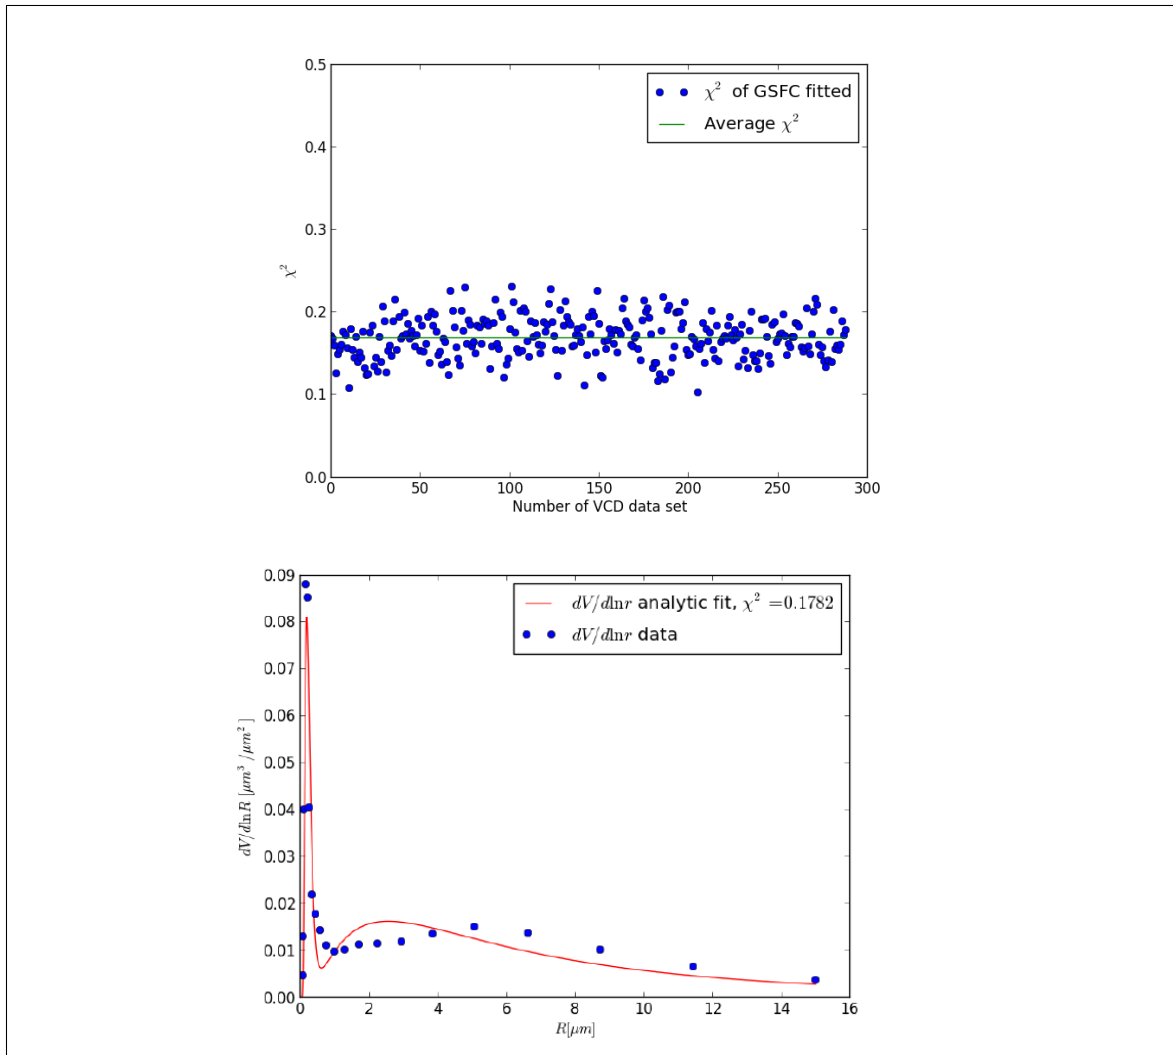 0.5
χ² of GSFC fitted
Average χ²
0.4
0.3
χ²
0.2
0.1
0.0
0 50 100 150 200 250 300
Number of VCD data set
0.09
dV/dlnr analytic fit, χ² =0.1782
dV/dlnr data
0.08
0.07
0.06
0.05
dV/dlnR [μm³/μm²]
0.04
0.03
0.02
0.01
0.00
0 2 4 6 8 10 12 14 16
R[μm]